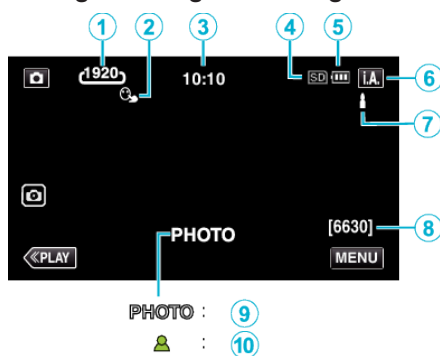 1 2 3 4 5
1920 10:10 SD i.A. 6
7
PHOTO [6630] 8
≪PLAY MENU
PHOTO : 9
: 10